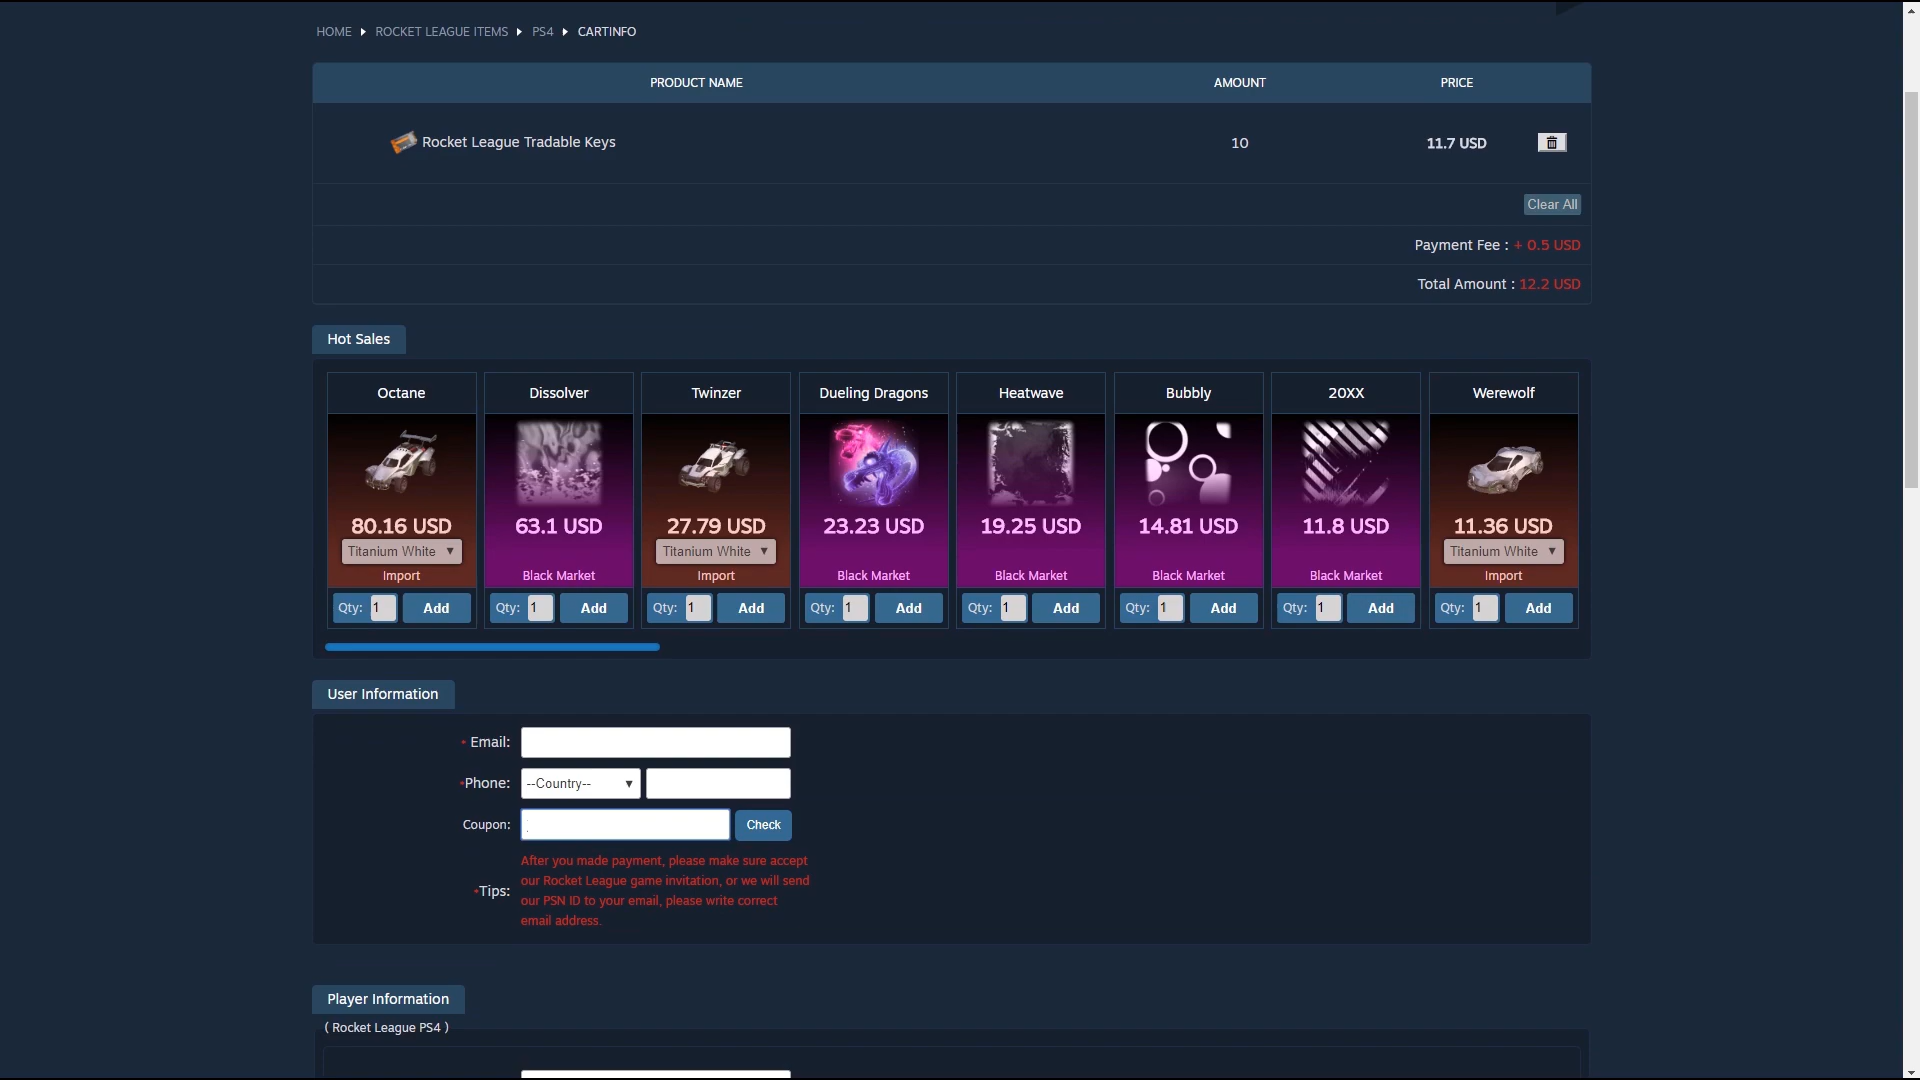 HOME ROCKET LEAGUE ITEMS PS4 CARTINFO
PRODUCT NAME AMOUNT PRICE
Rocket League Tradable Keys 10 11.7 USD
Clear All
Payment Fee : + 0.5 USD
Total Amount : 12.2 USD
Hot Sales
Octane Dissolver Twinzer Dueling Dragons Heatwave Bubbly 20XX Werewolf
80.16 USD 63.1 USD 27.79 USD 23.23 USD 19.25 USD 14.81 USD 11.8 USD 11.36 USD
Titanium White Titanium White Titanium White
Import Black Market Import Black Market Black Market Black Market Black Market Import
Qty: 1 Add Qty: 1 Add Qty: 1 Add Qty: 1 Add Qty: 1 Add Qty: 1 Add Qty: 1 Add Qty: 1 Add
User Information
* Email:
*Phone: --Country--
Coupon: Check
*Tips:
After you made payment, please make sure accept
our Rocket League game invitation, or we will send
our PSN ID to your email, please write correct
email address.
Player Information
( Rocket League PS4 )